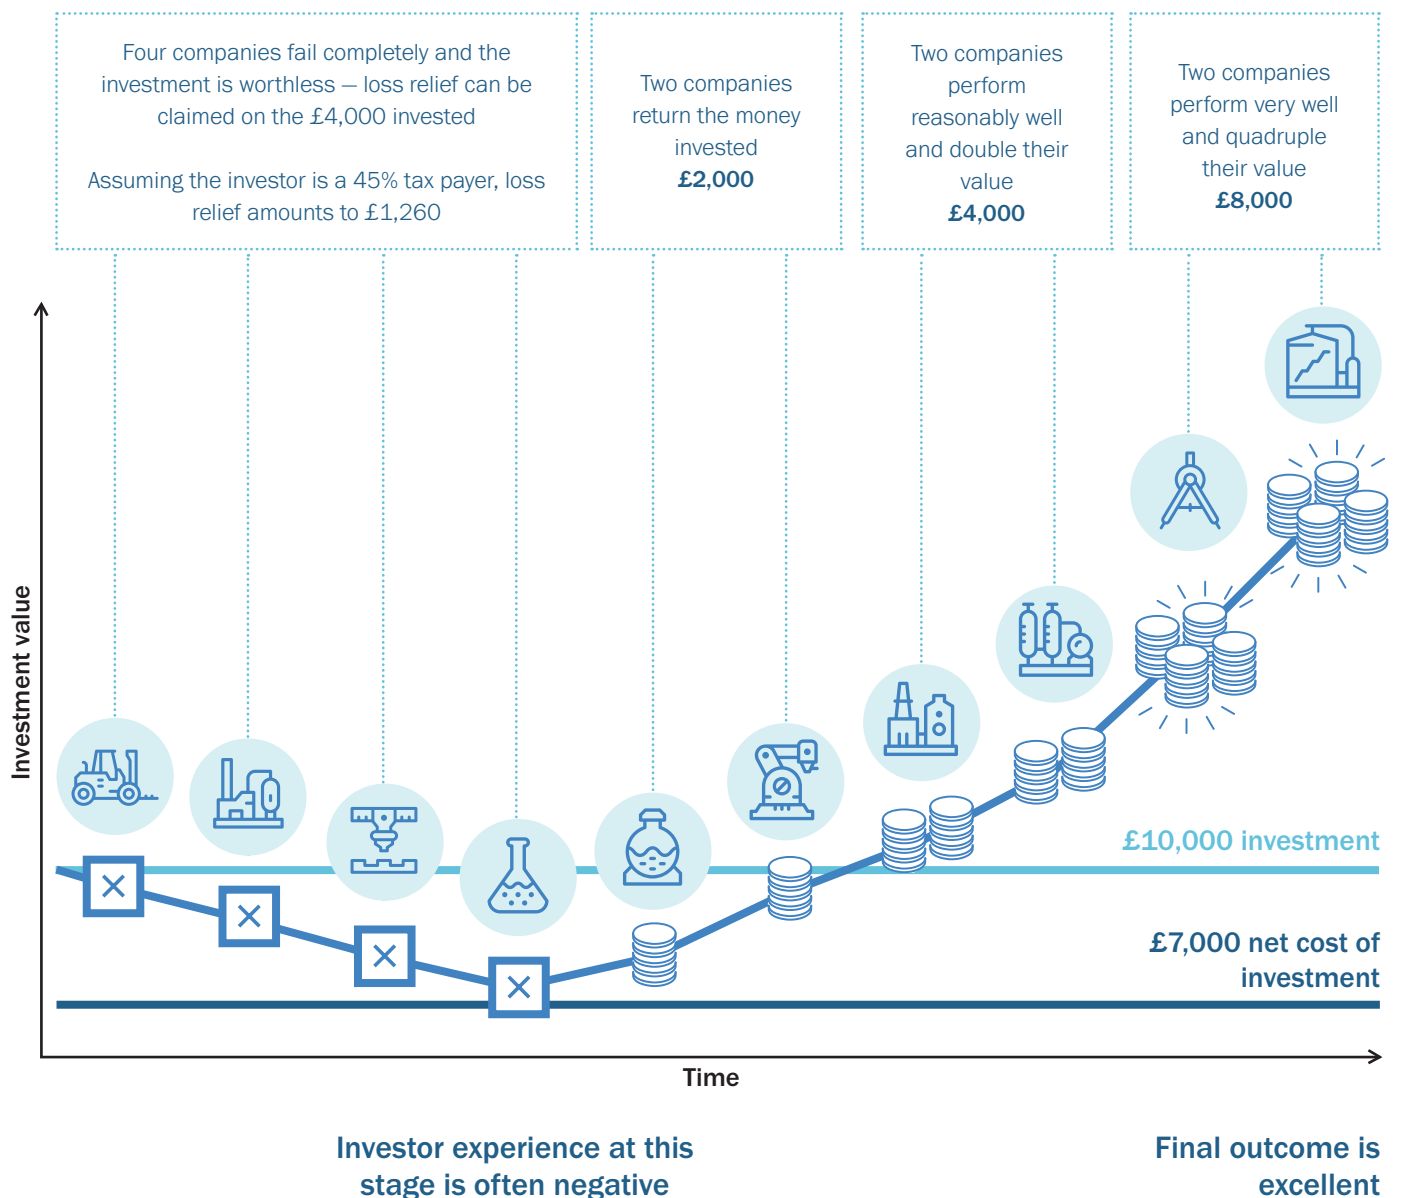 Four companies fail completely and the
investment is worthless — loss relief can be
claimed on the £4,000 invested
Assuming the investor is a 45% tax payer, loss
relief amounts to £1,260
Two companies
return the money
invested
£2,000
Two companies
perform
reasonably well
and double their
value
£4,000
Two companies
perform very well
and quadruple
their value
£8,000
Investment value
£10,000 investment
£7,000 net cost of
investment
Time
Investor experience at this
stage is often negative
Final outcome is
excellent